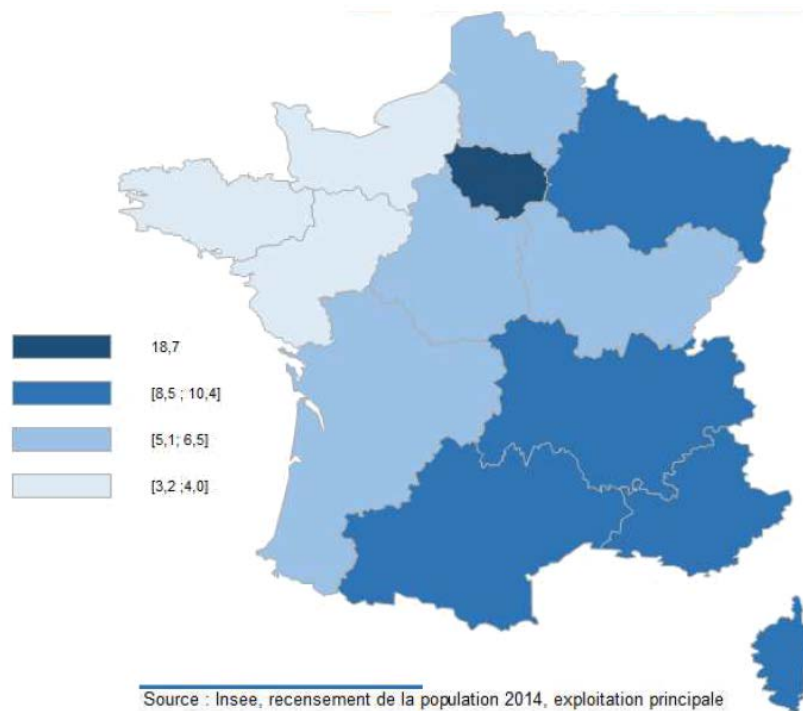 18,7
[8,5 ; 10,4]
[5,1; 6,5]
[3,2 ;4,0]
Source : Insee, recensement de la population 2014, exploitation principale